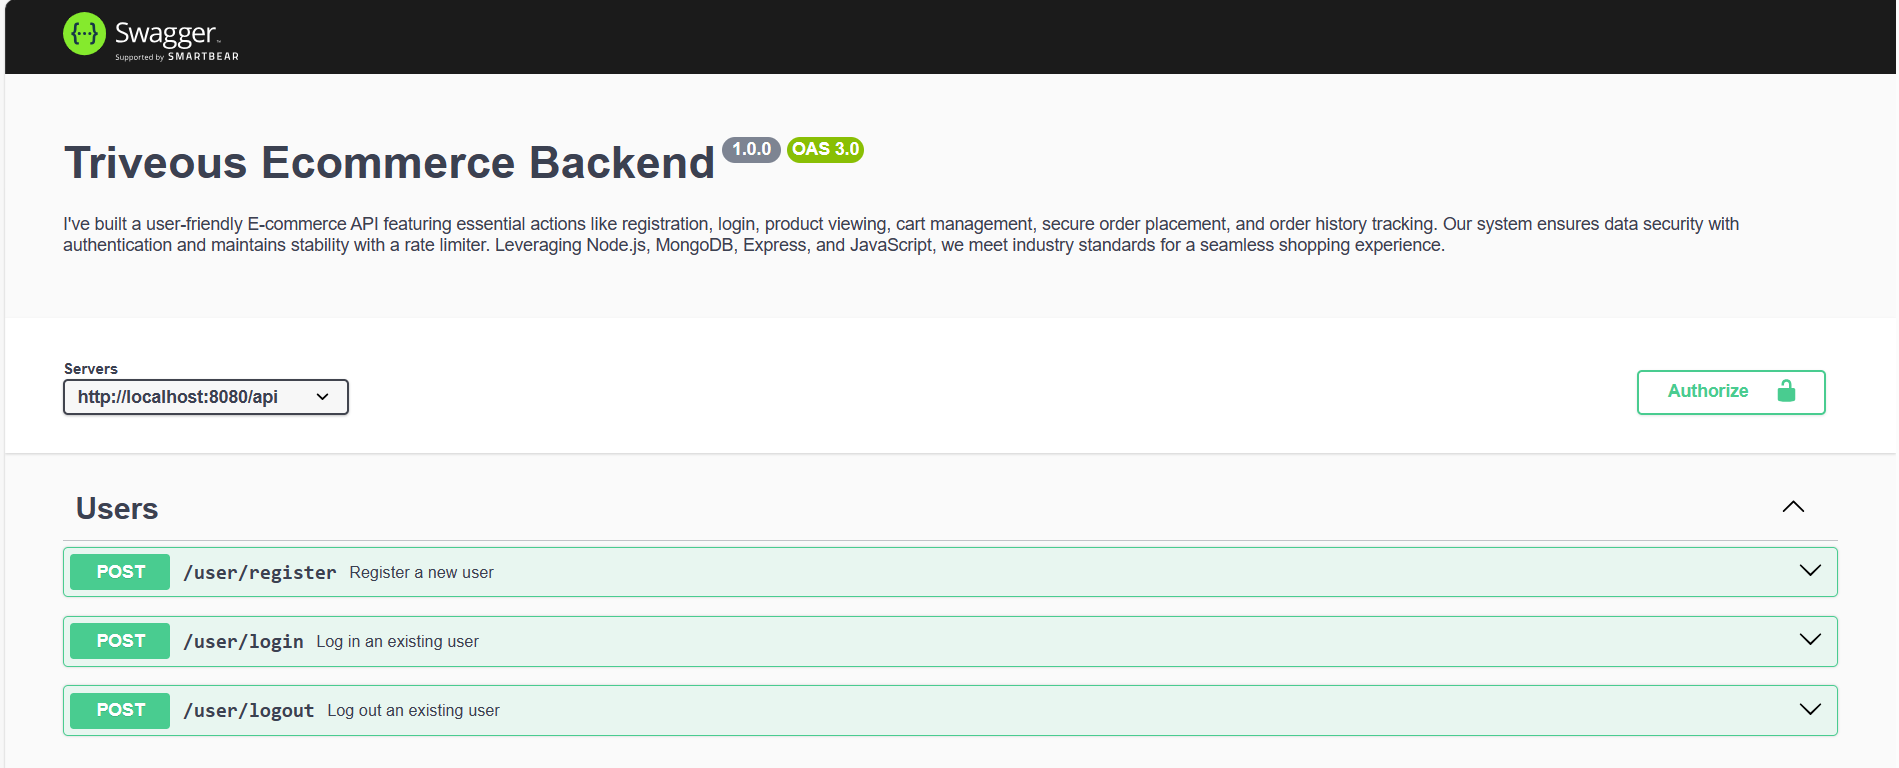 {···} Swagger™
Supported by SMARTBEAR
Triveous Ecommerce Backend 1.0.0 OAS 3.0
I've built a user-friendly E-commerce API featuring essential actions like registration, login, product viewing, cart management, secure order placement, and order history tracking. Our system ensures data security with
authentication and maintains stability with a rate limiter. Leveraging Node.js, MongoDB, Express, and JavaScript, we meet industry standards for a seamless shopping experience.
Servers
http://localhost:8080/api
Authorize
Users
POST /user/register Register a new user
POST /user/login Log in an existing user
POST /user/logout Log out an existing user